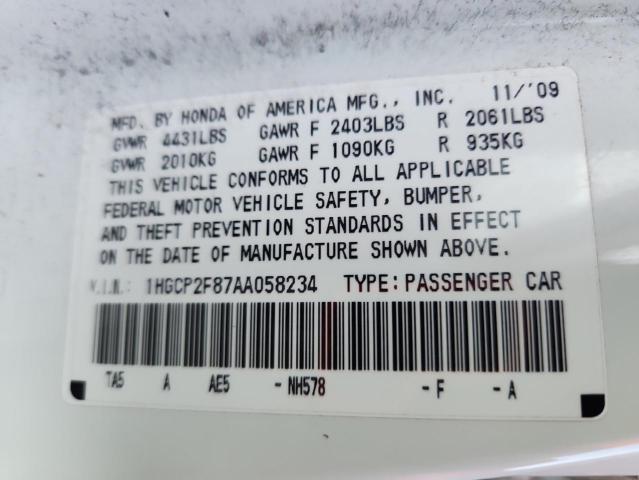 MFD. BY HONDA OF AMERICA MFG., INC. 11/'09
GVWR 4431LBS GAWR F 2403LBS R 2061LBS
GVWR 2010KG GAWR F 1090KG R 935KG
THIS VEHICLE CONFORMS TO ALL APPLICABLE
FEDERAL MOTOR VEHICLE SAFETY, BUMPER,
AND THEFT PREVENTION STANDARDS IN EFFECT
ON THE DATE OF MANUFACTURE SHOWN ABOVE.
V.I.N.: 1HGCP2F87AA058234 TYPE: PASSENGER CAR
TA5 A AE5 -NH578 -F -A